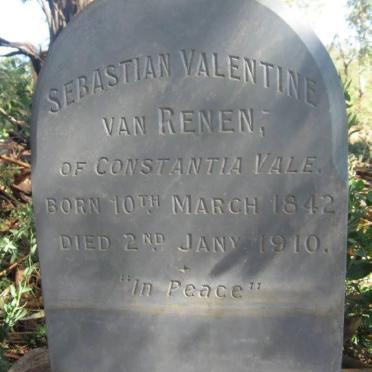 SEBASTIAN VALENTINE
VAN RENEN,
OF CONSTANTIA VALE.
BORN 10TH MARCH 1842
DIED 2ND JANY 1910.
"In Peace"